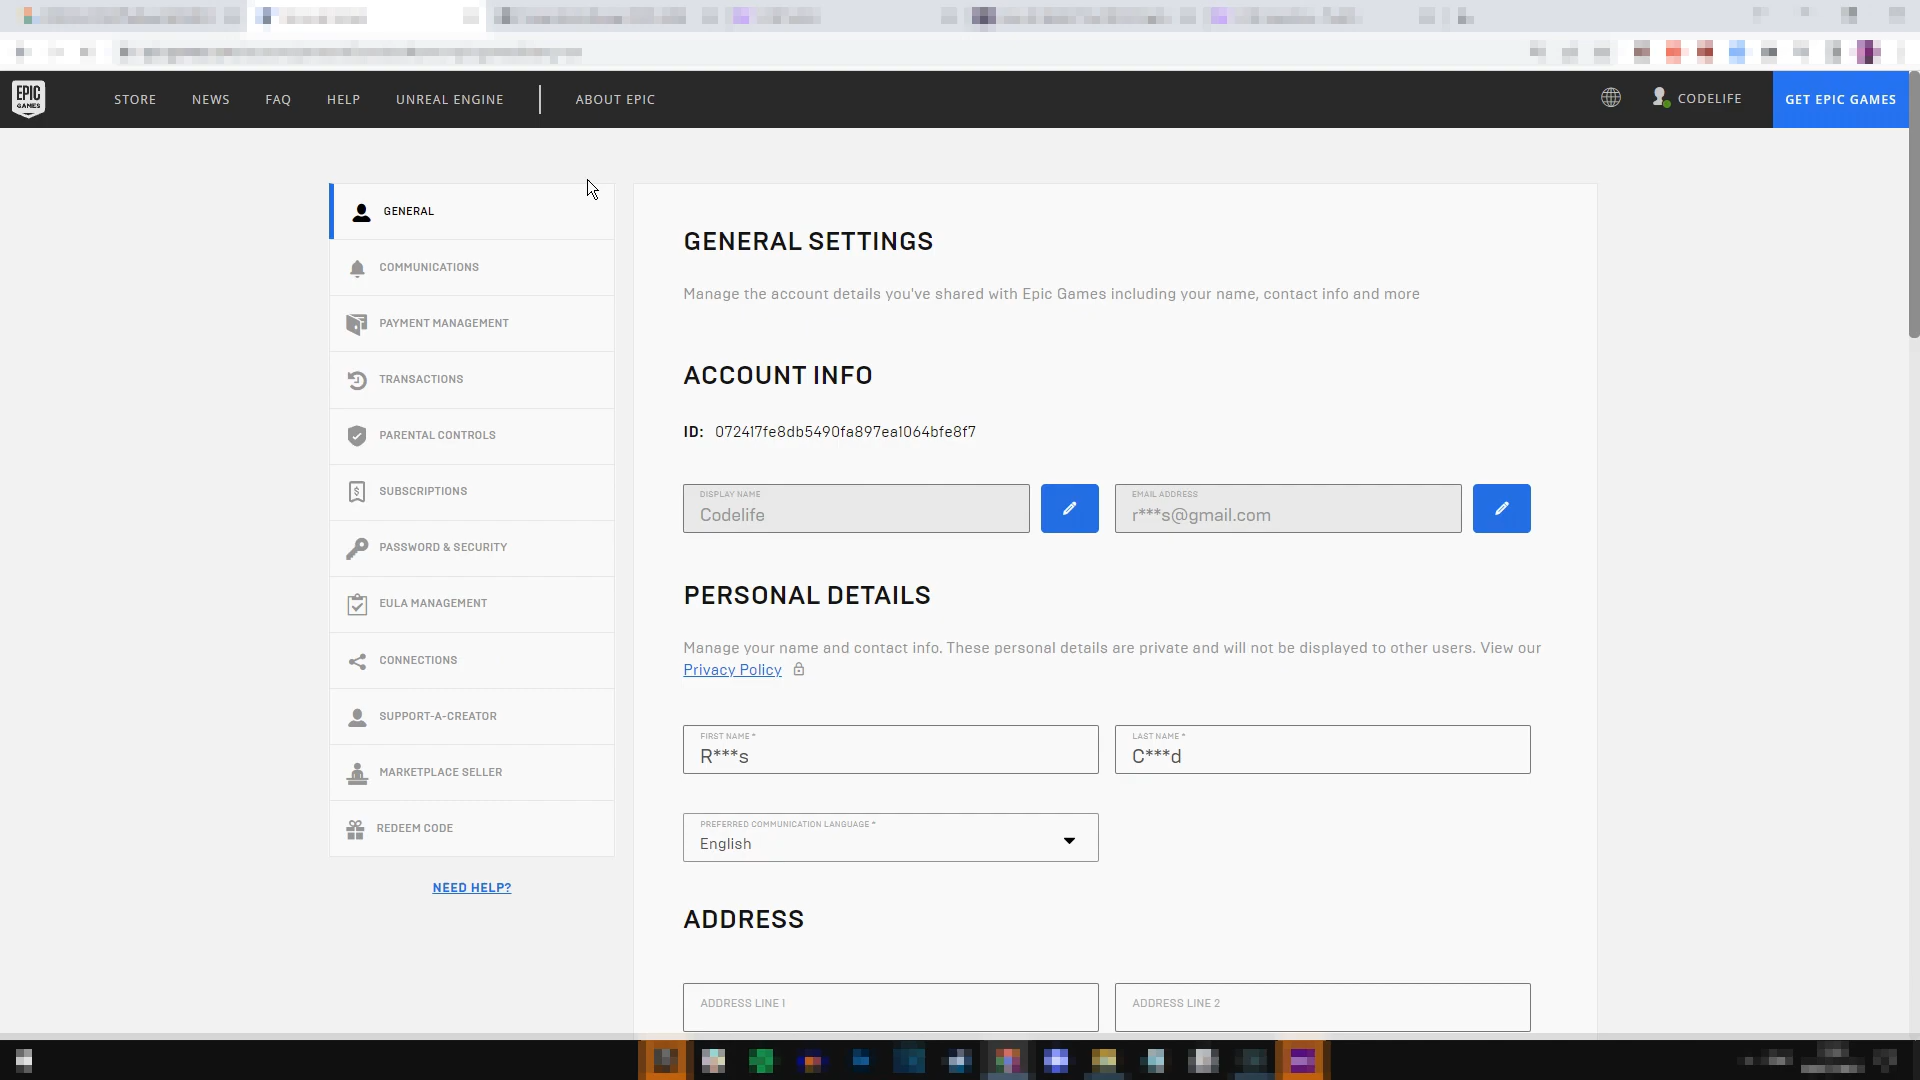 EPIC GAMES
STORE
NEWS
FAQ
HELP
UNREAL ENGINE
ABOUT EPIC
CODELIFE
GET EPIC GAMES
GENERAL
COMMUNICATIONS
PAYMENT MANAGEMENT
TRANSACTIONS
PARENTAL CONTROLS
SUBSCRIPTIONS
PASSWORD & SECURITY
EULA MANAGEMENT
CONNECTIONS
SUPPORT-A-CREATOR
MARKETPLACE SELLER
REDEEM CODE
NEED HELP?
GENERAL SETTINGS
Manage the account details you've shared with Epic Games including your name, contact info and more
ACCOUNT INFO
ID: 072417fe8db5490fa897ea1064bfe8f7
DISPLAY NAME
Codelife
EMAIL ADDRESS
r***s@gmail.com
PERSONAL DETAILS
Manage your name and contact info. These personal details are private and will not be displayed to other users. View our
Privacy Policy
FIRST NAME *
R***s
LAST NAME *
C***d
PREFERRED COMMUNICATION LANGUAGE *
English
ADDRESS
ADDRESS LINE 1
ADDRESS LINE 2